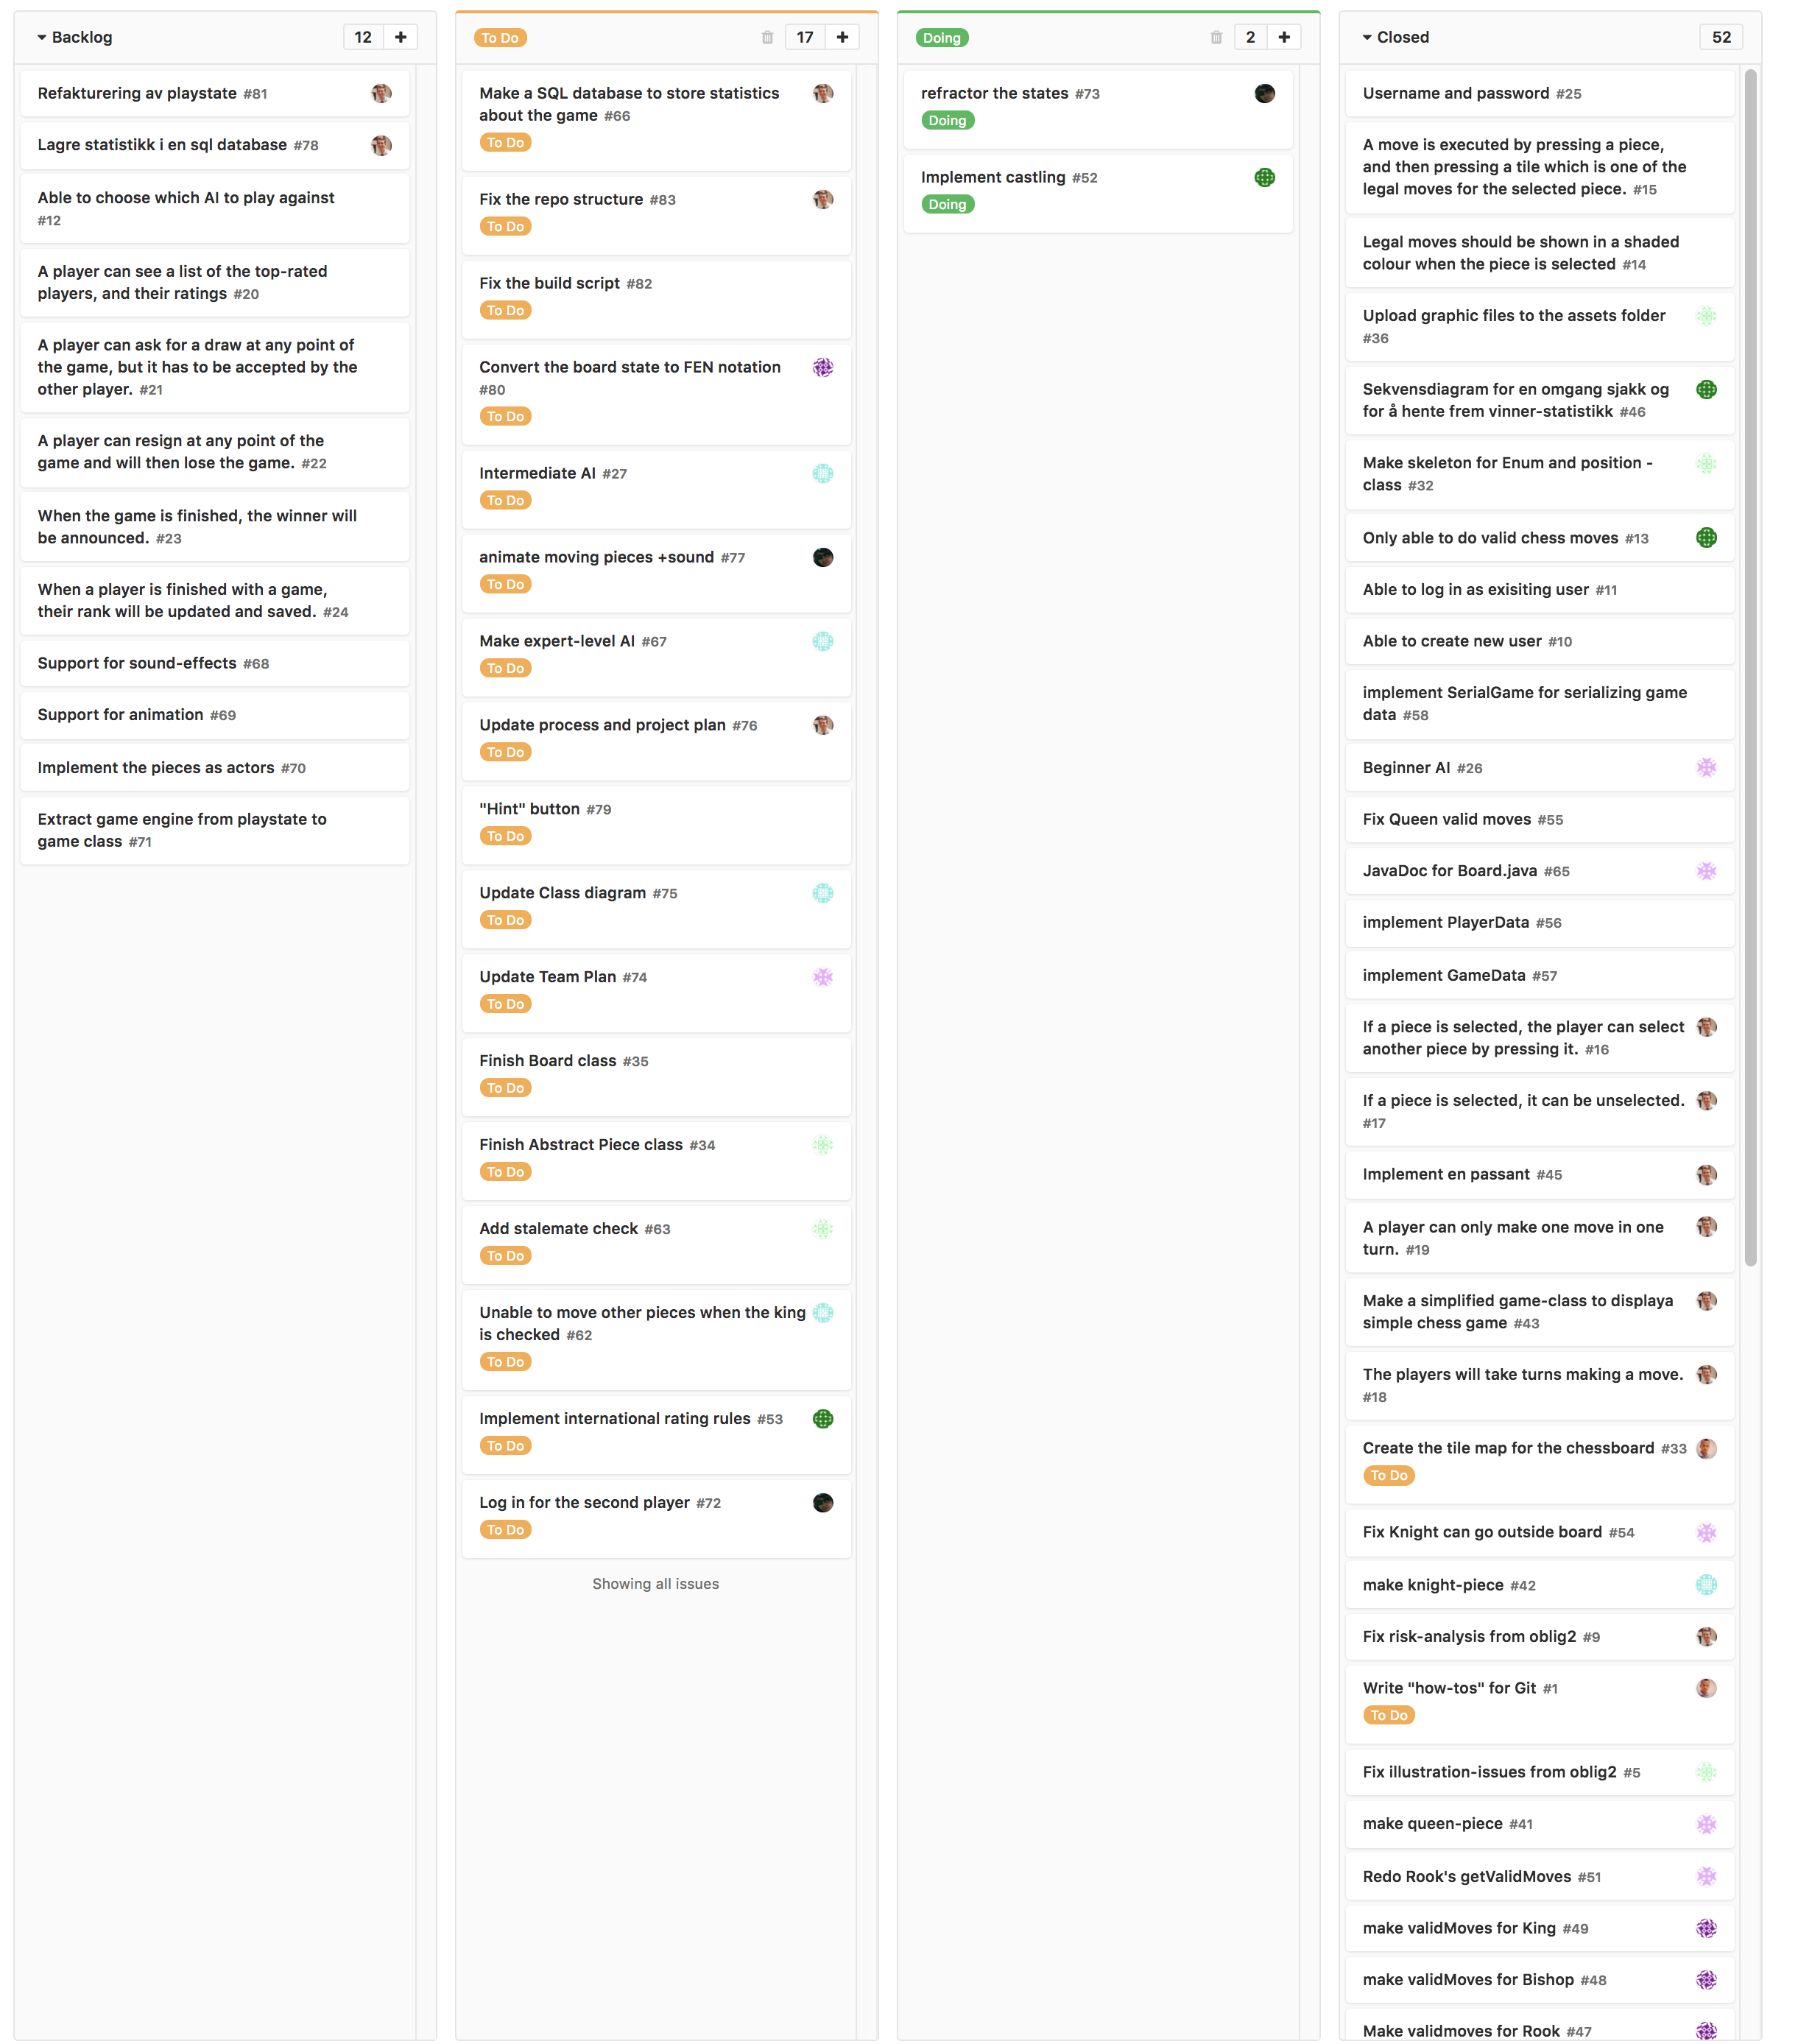 Backlog
12
+
Refakturering av playstate #81
Lagre statistikk i en sql database #78
Able to choose which AI to play against
#12
A player can see a list of the top-rated
players, and their ratings #20
A player can ask for a draw at any point of
the game, but it has to be accepted by the
other player. #21
A player can resign at any point of the
game and will then lose the game. #22
When the game is finished, the winner will
be announced. #23
When a player is finished with a game,
their rank will be updated and saved. #24
Support for sound-effects #68
Support for animation #69
Implement the pieces as actors #70
Extract game engine from playstate to
game class #71
To Do
17
+
Make a SQL database to store statistics
about the game #66
To Do
Fix the repo structure #83
To Do
Fix the build script #82
To Do
Convert the board state to FEN notation
#80
To Do
Intermediate AI #27
To Do
animate moving pieces +sound #77
To Do
Make expert-level AI #67
To Do
Update process and project plan #76
To Do
"Hint" button #79
To Do
Update Class diagram #75
To Do
Update Team Plan #74
To Do
Finish Board class #35
To Do
Finish Abstract Piece class #34
To Do
Add stalemate check #63
To Do
Unable to move other pieces when the king
is checked #62
To Do
Implement international rating rules #53
To Do
Log in for the second player #72
To Do
Showing all issues
Doing
2
+
refractor the states #73
Doing
Implement castling #52
Doing
Closed
52
Username and password #25
A move is executed by pressing a piece,
and then pressing a tile which is one of the
legal moves for the selected piece. #15
Legal moves should be shown in a shaded
colour when the piece is selected #14
Upload graphic files to the assets folder
#36
Sekvensdiagram for en omgang sjakk og
for å hente frem vinner-statistikk #46
Make skeleton for Enum and position -
class #32
Only able to do valid chess moves #13
Able to log in as exisiting user #11
Able to create new user #10
implement SerialGame for serializing game
data #58
Beginner AI #26
Fix Queen valid moves #55
JavaDoc for Board.java #65
implement PlayerData #56
implement GameData #57
If a piece is selected, the player can select
another piece by pressing it. #16
If a piece is selected, it can be unselected.
#17
Implement en passant #45
A player can only make one move in one
turn. #19
Make a simplified game-class to displaya
simple chess game #43
The players will take turns making a move.
#18
Create the tile map for the chessboard #33
To Do
Fix Knight can go outside board #54
make knight-piece #42
Fix risk-analysis from oblig2 #9
Write "how-tos" for Git #1
To Do
Fix illustration-issues from oblig2 #5
make queen-piece #41
Redo Rook's getValidMoves #51
make validMoves for King #49
make validMoves for Bishop #48
Make validmoves for Rook #47